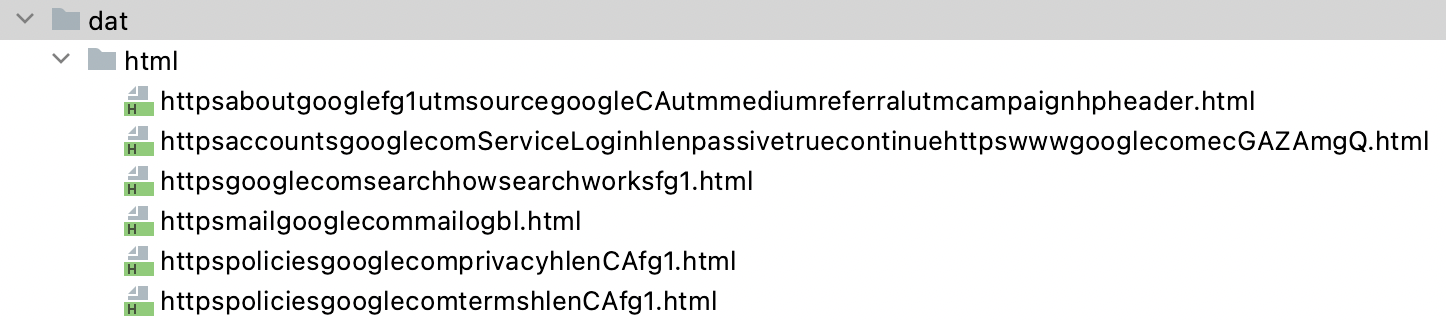 dat
html
httpsaboutgooglefg1utmsourcegoogleCAutmmediumreferralutmcampaignhpheader.html
httpsaccountsgooglecomServiceLoginhlenpassivetruecontinuehttpswwwgooglecomecGAZAmgQ.html
httpsgooglecomsearchhowsearchworksfg1.html
httpsmailgooglecommailogbl.html
httpspoliciesgooglecomprivacyhlenCAfg1.html
httpspoliciesgooglecomtermshlenCAfg1.html